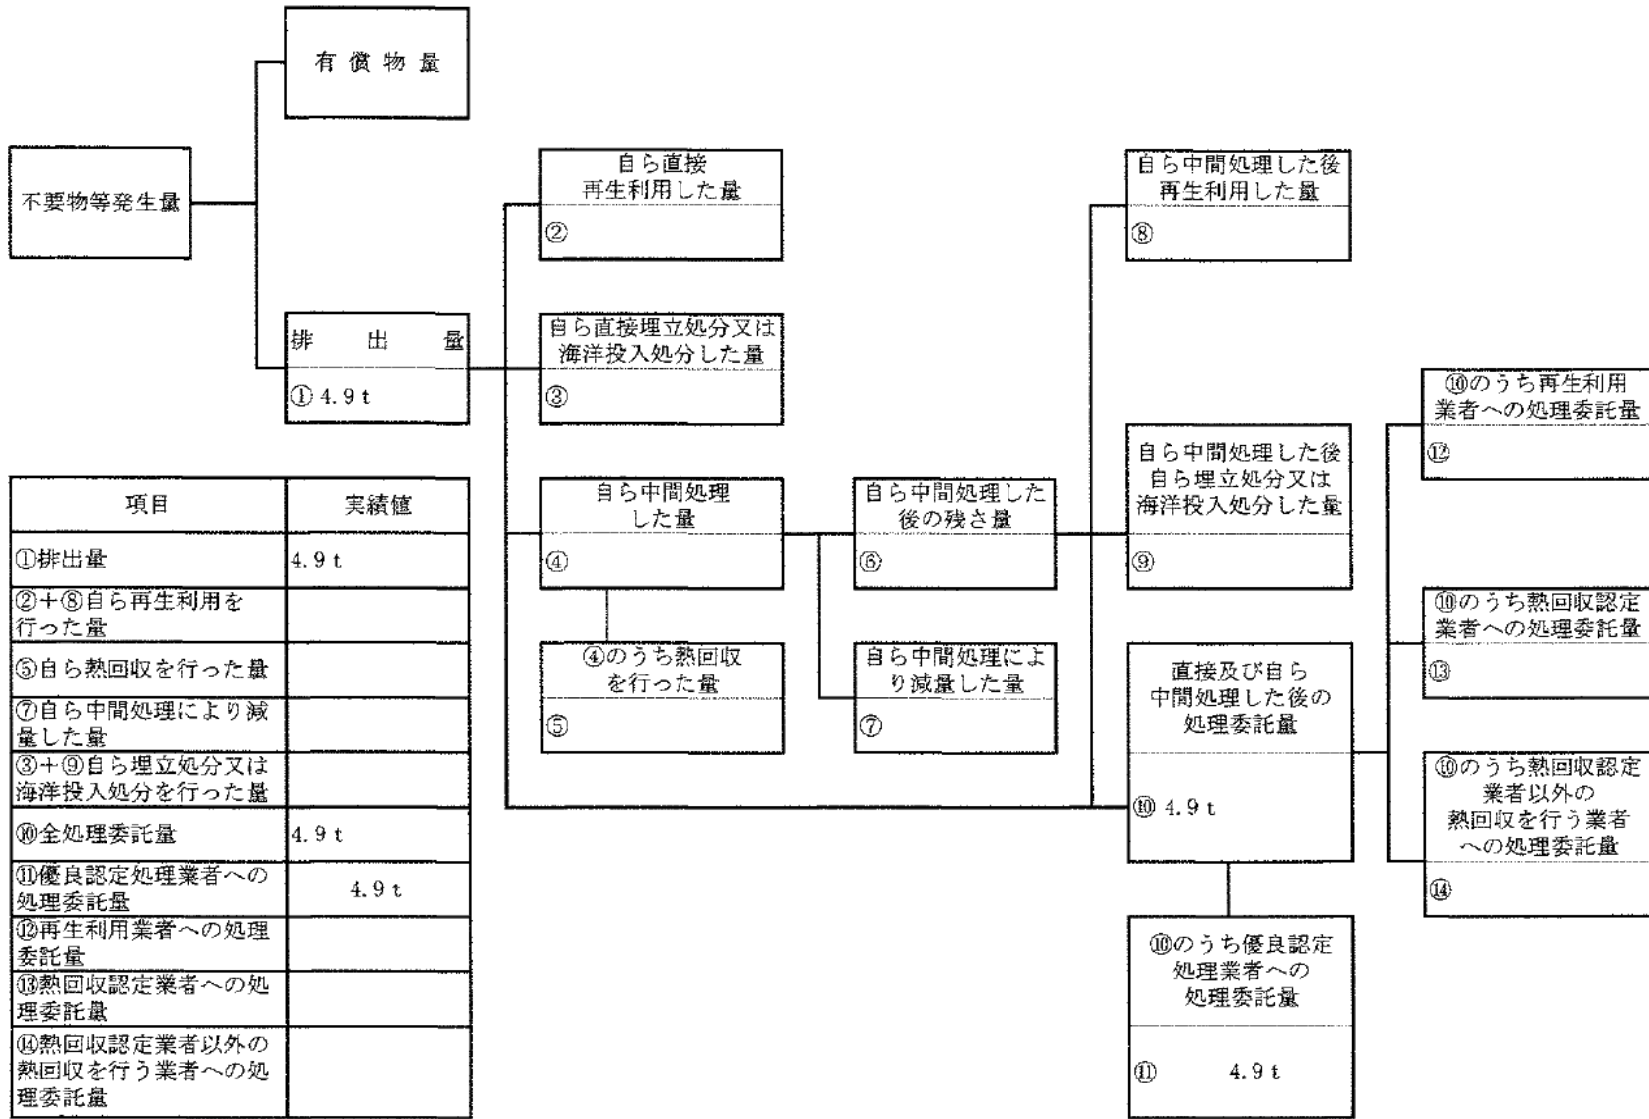 有償物量
不要物等発生量
排出量
① 4.9 t
自ら直接
再生利用した量
②
自ら直接埋立処分又は
海洋投入処分した量
③
自ら中間処理
した量
④
④のうち熱回収
を行った量
⑤
自ら中間処理した
後の残さ量
⑥
自ら中間処理によ
り減量した量
⑦
自ら中間処理した後
再生利用した量
⑧
自ら中間処理した後
自ら埋立処分又は
海洋投入処分した量
⑨
直接及び自ら
中間処理した後の
処理委託量
⑩ 4.9 t
⑩のうち優良認定
処理業者への
処理委託量
⑪ 4.9 t
⑩のうち再生利用
業者への処理委託量
⑫
⑩のうち熱回収認定
業者への処理委託量
⑬
⑩のうち熱回収認定
業者以外の
熱回収を行う業者
への処理委託量
⑭
項目 実績値
①排出量 4.9 t
②+⑧自ら再生利用を
行った量
⑤自ら熱回収を行った量
⑦自ら中間処理により減
量した量
③+⑨自ら埋立処分又は
海洋投入処分を行った量
⑩全処理委託量 4.9 t
⑪優良認定処理業者への
処理委託量 4.9 t
⑫再生利用業者への処理
委託量
⑬熱回収認定業者への処
理委託量
⑭熱回収認定業者以外の
熱回収を行う業者への処
理委託量